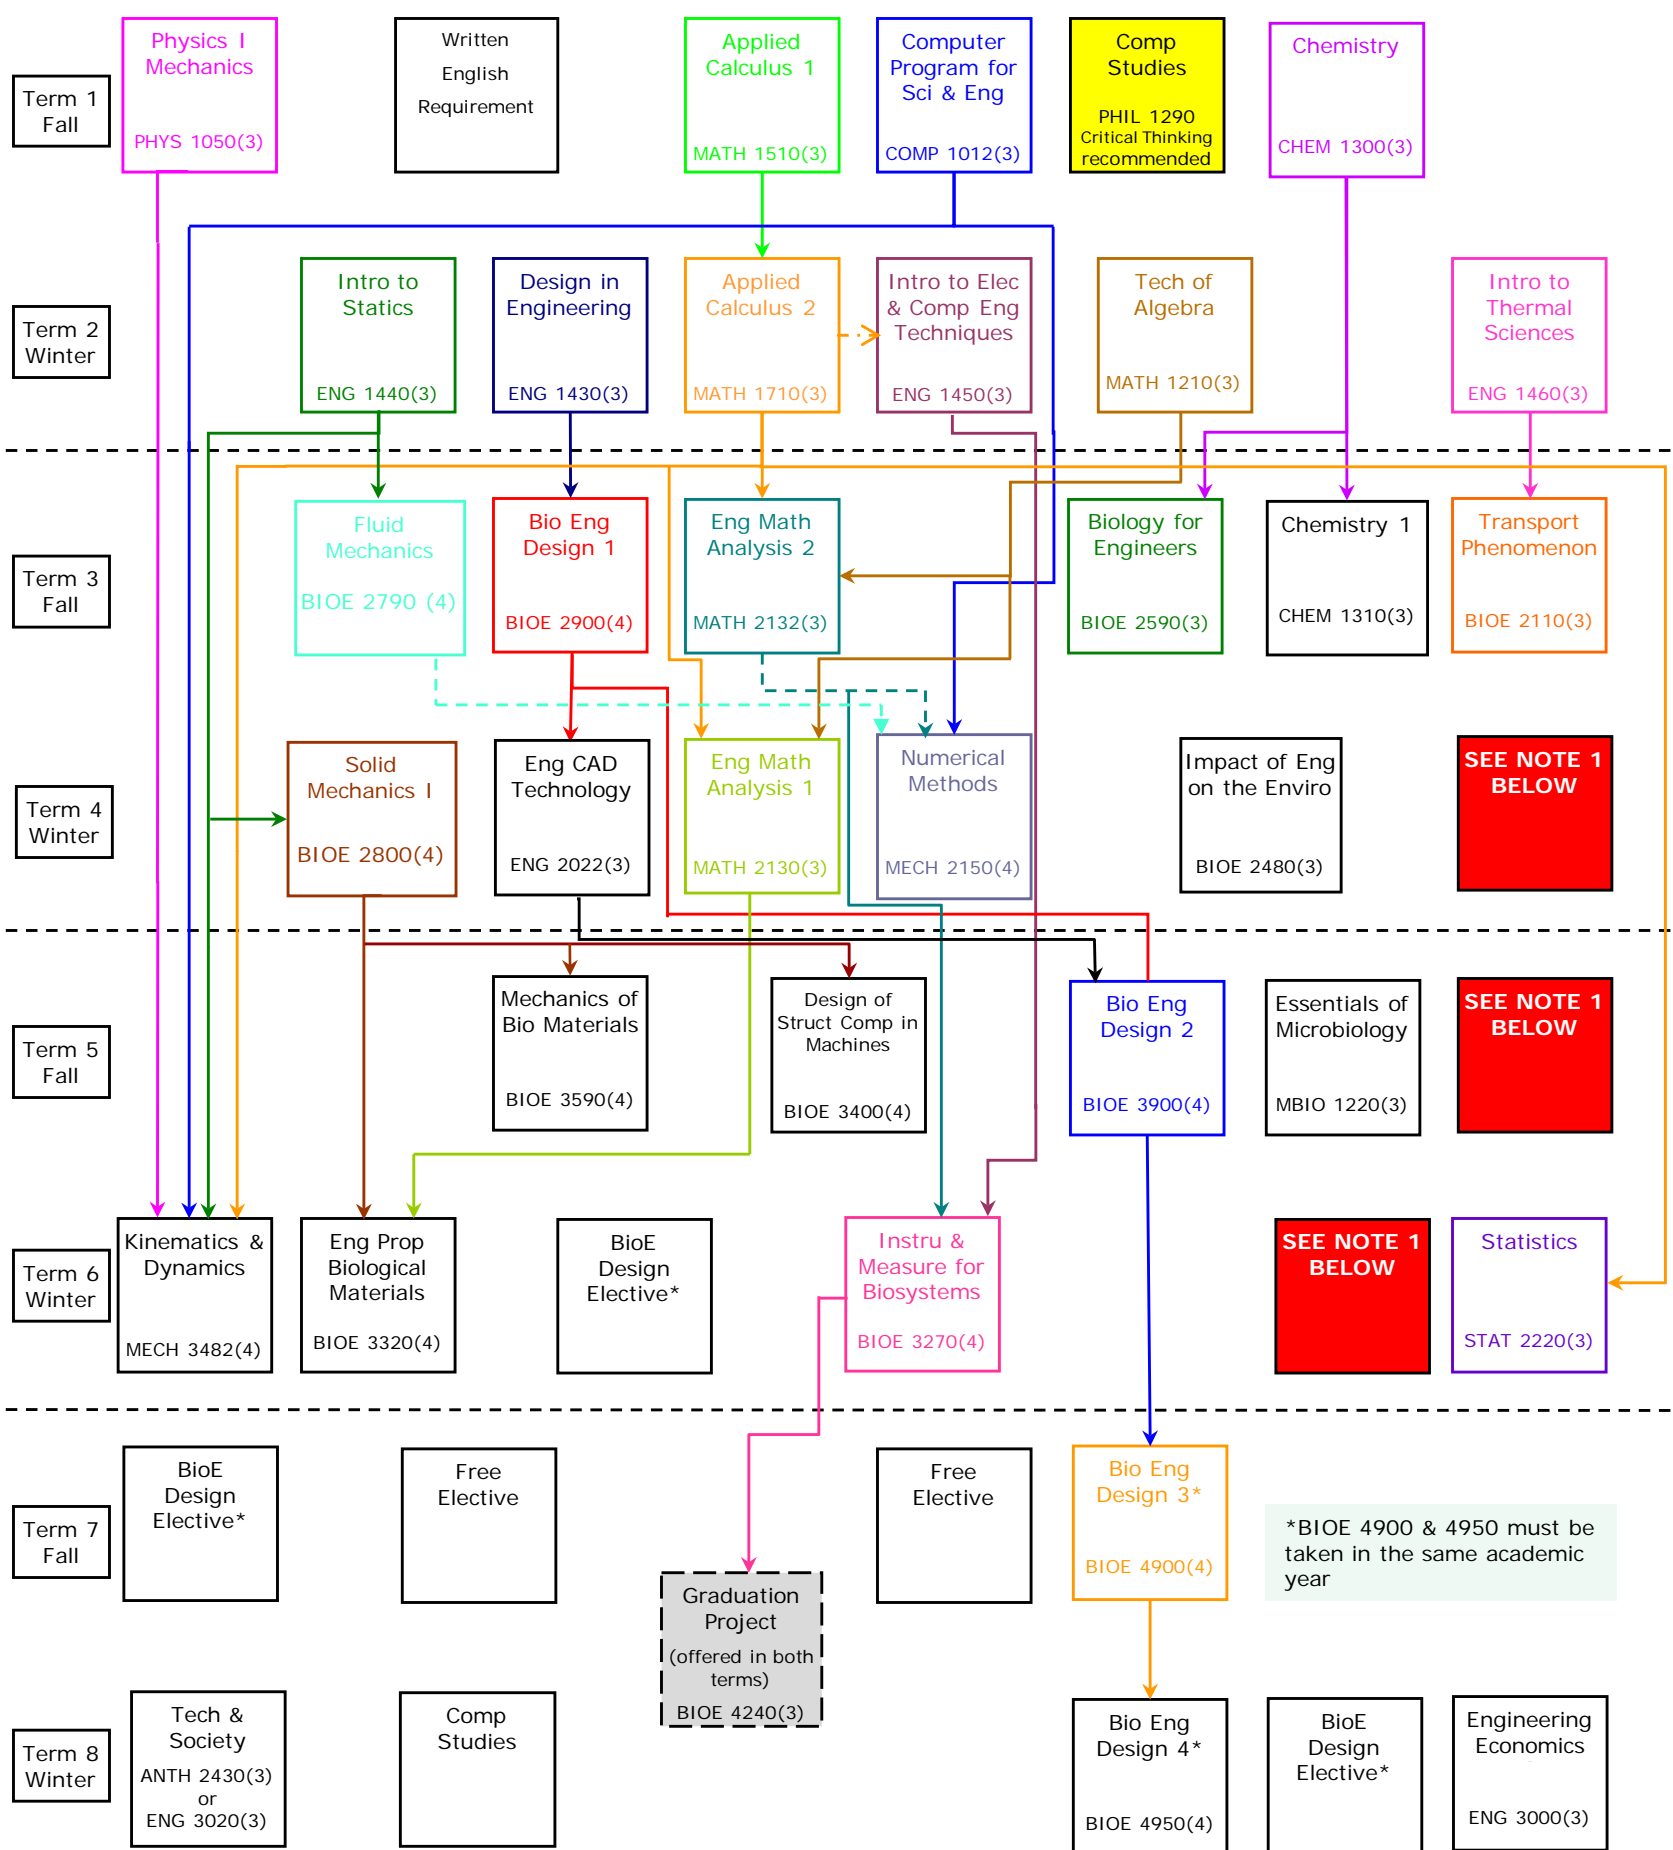 Term 1
Fall
Physics I
Mechanics
PHYS 1050(3)
Written
English
Requirement
Applied
Calculus 1
MATH 1510(3)
Computer
Program for
Sci & Eng
COMP 1012(3)
Comp
Studies
PHIL 1290
Critical Thinking
recommended
Chemistry
CHEM 1300(3)
Term 2
Winter
Intro to
Statics
ENG 1440(3)
Design in
Engineering
ENG 1430(3)
Applied
Calculus 2
MATH 1710(3)
Intro to Elec
& Comp Eng
Techniques
ENG 1450(3)
Tech of
Algebra
MATH 1210(3)
Intro to
Thermal
Sciences
ENG 1460(3)
Term 3
Fall
Fluid
Mechanics
BIOE 2790 (4)
Bio Eng
Design 1
BIOE 2900(4)
Eng Math
Analysis 2
MATH 2132(3)
Biology for
Engineers
BIOE 2590(3)
Chemistry 1
CHEM 1310(3)
Transport
Phenomenon
BIOE 2110(3)
Term 4
Winter
Solid
Mechanics I
BIOE 2800(4)
Eng CAD
Technology
ENG 2022(3)
Eng Math
Analysis 1
MATH 2130(3)
Numerical
Methods
MECH 2150(4)
Impact of Eng
on the Enviro
BIOE 2480(3)
SEE NOTE 1
BELOW
Term 5
Fall
Mechanics of
Bio Materials
BIOE 3590(4)
Design of
Struct Comp in
Machines
BIOE 3400(4)
Bio Eng
Design 2
BIOE 3900(4)
Essentials of
Microbiology
MBIO 1220(3)
SEE NOTE 1
BELOW
Term 6
Winter
Kinematics &
Dynamics
MECH 3482(4)
Eng Prop
Biological
Materials
BIOE 3320(4)
BioE
Design
Elective*
Instru &
Measure for
Biosystems
BIOE 3270(4)
SEE NOTE 1
BELOW
Statistics
STAT 2220(3)
Term 7
Fall
BioE
Design
Elective*
Free
Elective
Graduation
Project
(offered in both
terms)
BIOE 4240(3)
Free
Elective
Bio Eng
Design 3*
BIOE 4900(4)
*BIOE 4900 & 4950 must be
taken in the same academic
year
Term 8
Winter
Tech &
Society
ANTH 2430(3)
or
ENG 3020(3)
Comp
Studies
Bio Eng
Design 4*
BIOE 4950(4)
BioE
Design
Elective*
Engineering
Economics
ENG 3000(3)